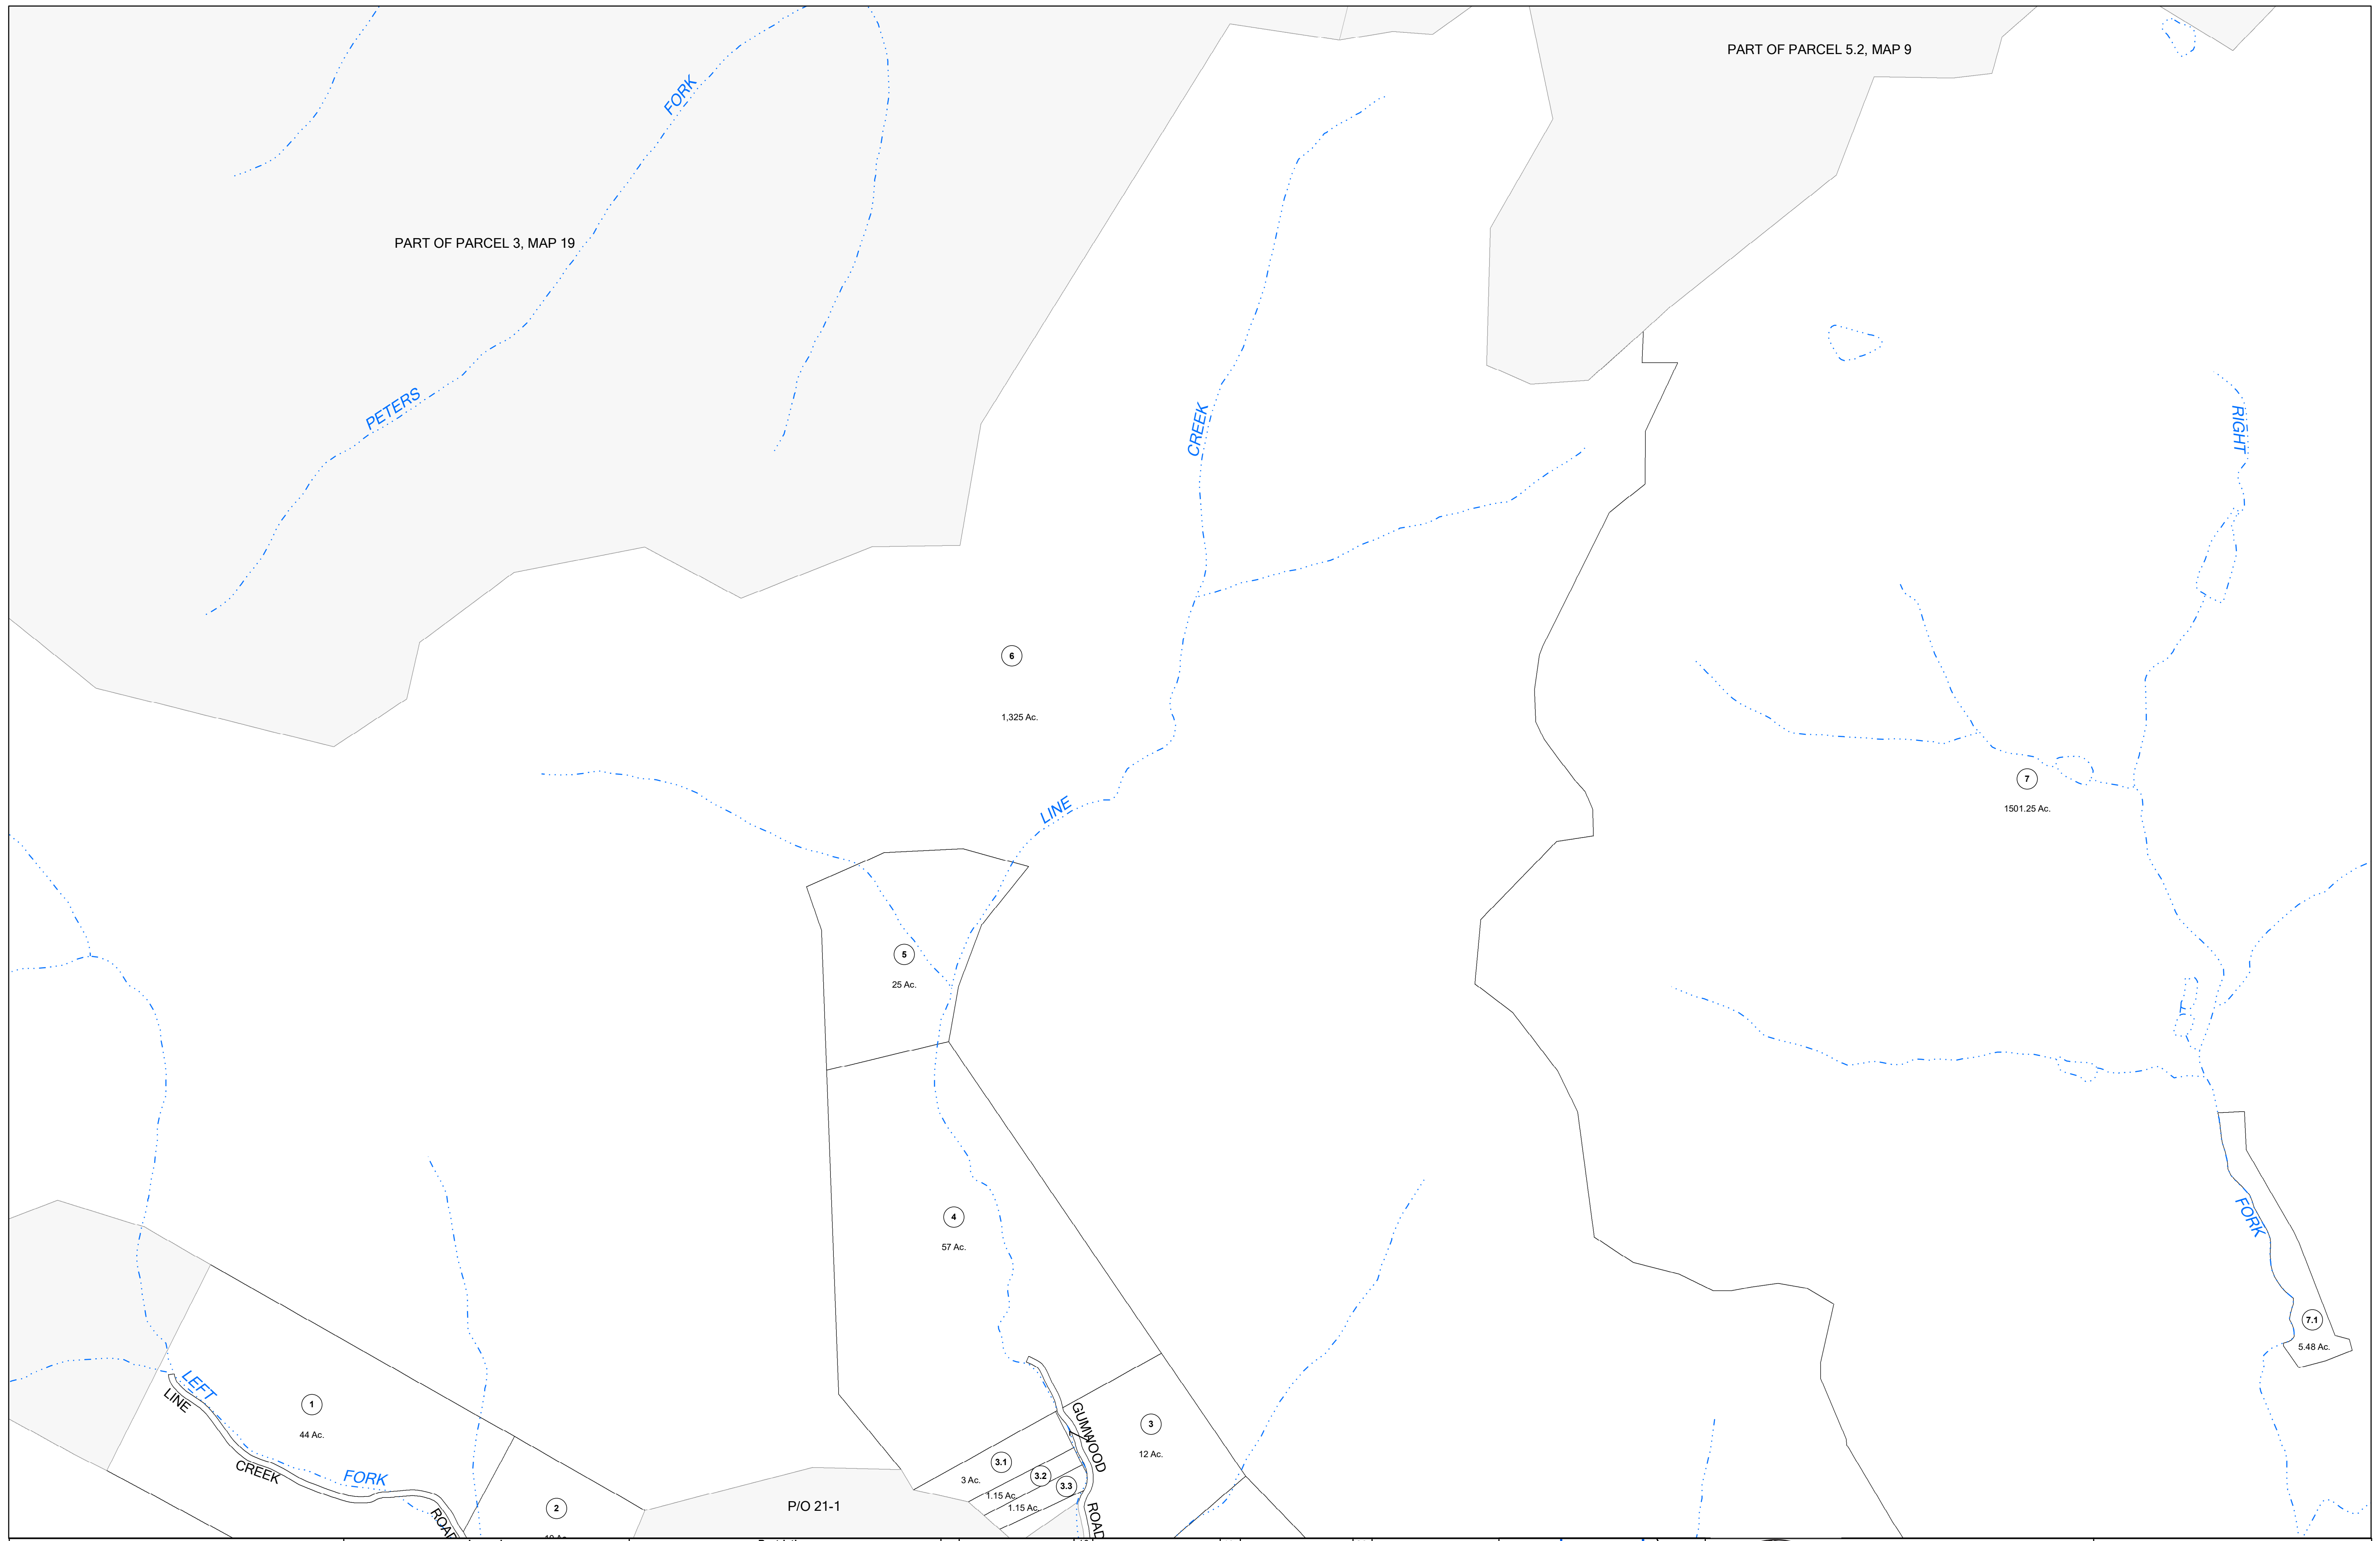 PART OF PARCEL 5.2, MAP 9
FORK
PART OF PARCEL 3, MAP 19
PETERS
CREEK
RIGHT
6
1,325 Ac.
LINE
7
1501.25 Ac.
5
25 Ac.
4
57 Ac.
FORK
7.1
5.48 Ac.
LEFT
LINE
1
44 Ac.
CREEK
FORK
ROAD
2
GUMWOOD
ROAD
3
12 Ac.
3.1
3 Ac.
3.2
1.15 Ac.
3.3
1.15 Ac.
P/O 21-1